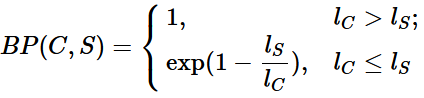 BP(C, S) = { 1, l_C > l_S;
exp(1 − l_S/l_C), l_C ≤ l_S